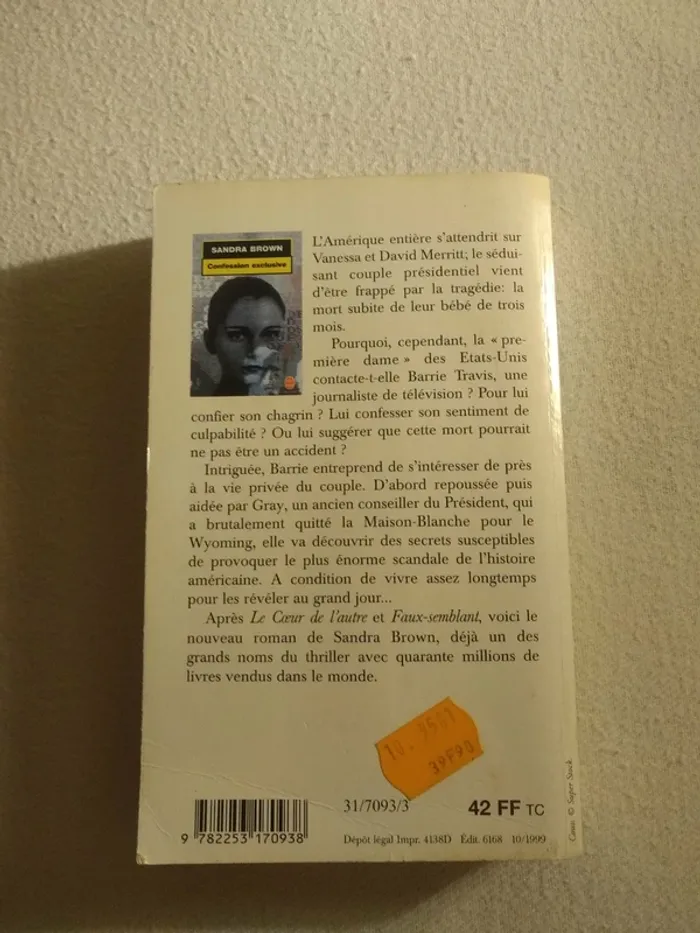 SANDRA BROWN
Confession exclusive
L'Amérique entière s'attendrit sur
Vanessa et David Merritt; le sédui-
sant couple présidentiel vient
d'être frappé par la tragédie: la
mort subite de leur bébé de trois
mois.
Pourquoi, cependant, la « pre-
mière dame » des Etats-Unis
contacte-t-elle Barrie Travis, une
journaliste de télévision ? Pour lui
confier son chagrin ? Lui confesser son sentiment de
culpabilité ? Ou lui suggérer que cette mort pourrait
ne pas être un accident ?
Intriguée, Barrie entreprend de s'intéresser de près
à la vie privée du couple. D'abord repoussée puis
aidée par Gray, un ancien conseiller du Président, qui
a brutalement quitté la Maison-Blanche pour le
Wyoming, elle va découvrir des secrets susceptibles
de provoquer le plus énorme scandale de l'histoire
américaine. A condition de vivre assez longtemps
pour les révéler au grand jour...
Après Le Cœur de l'autre et Faux-semblant, voici le
nouveau roman de Sandra Brown, déjà un des
grands noms du thriller avec quarante millions de
livres vendus dans le monde.
39F90
31/7093/3
42 FF TC
9 782253 170938
Dépôt légal Impr. 4138D Édit. 6168 10/1999
© Super Stock.